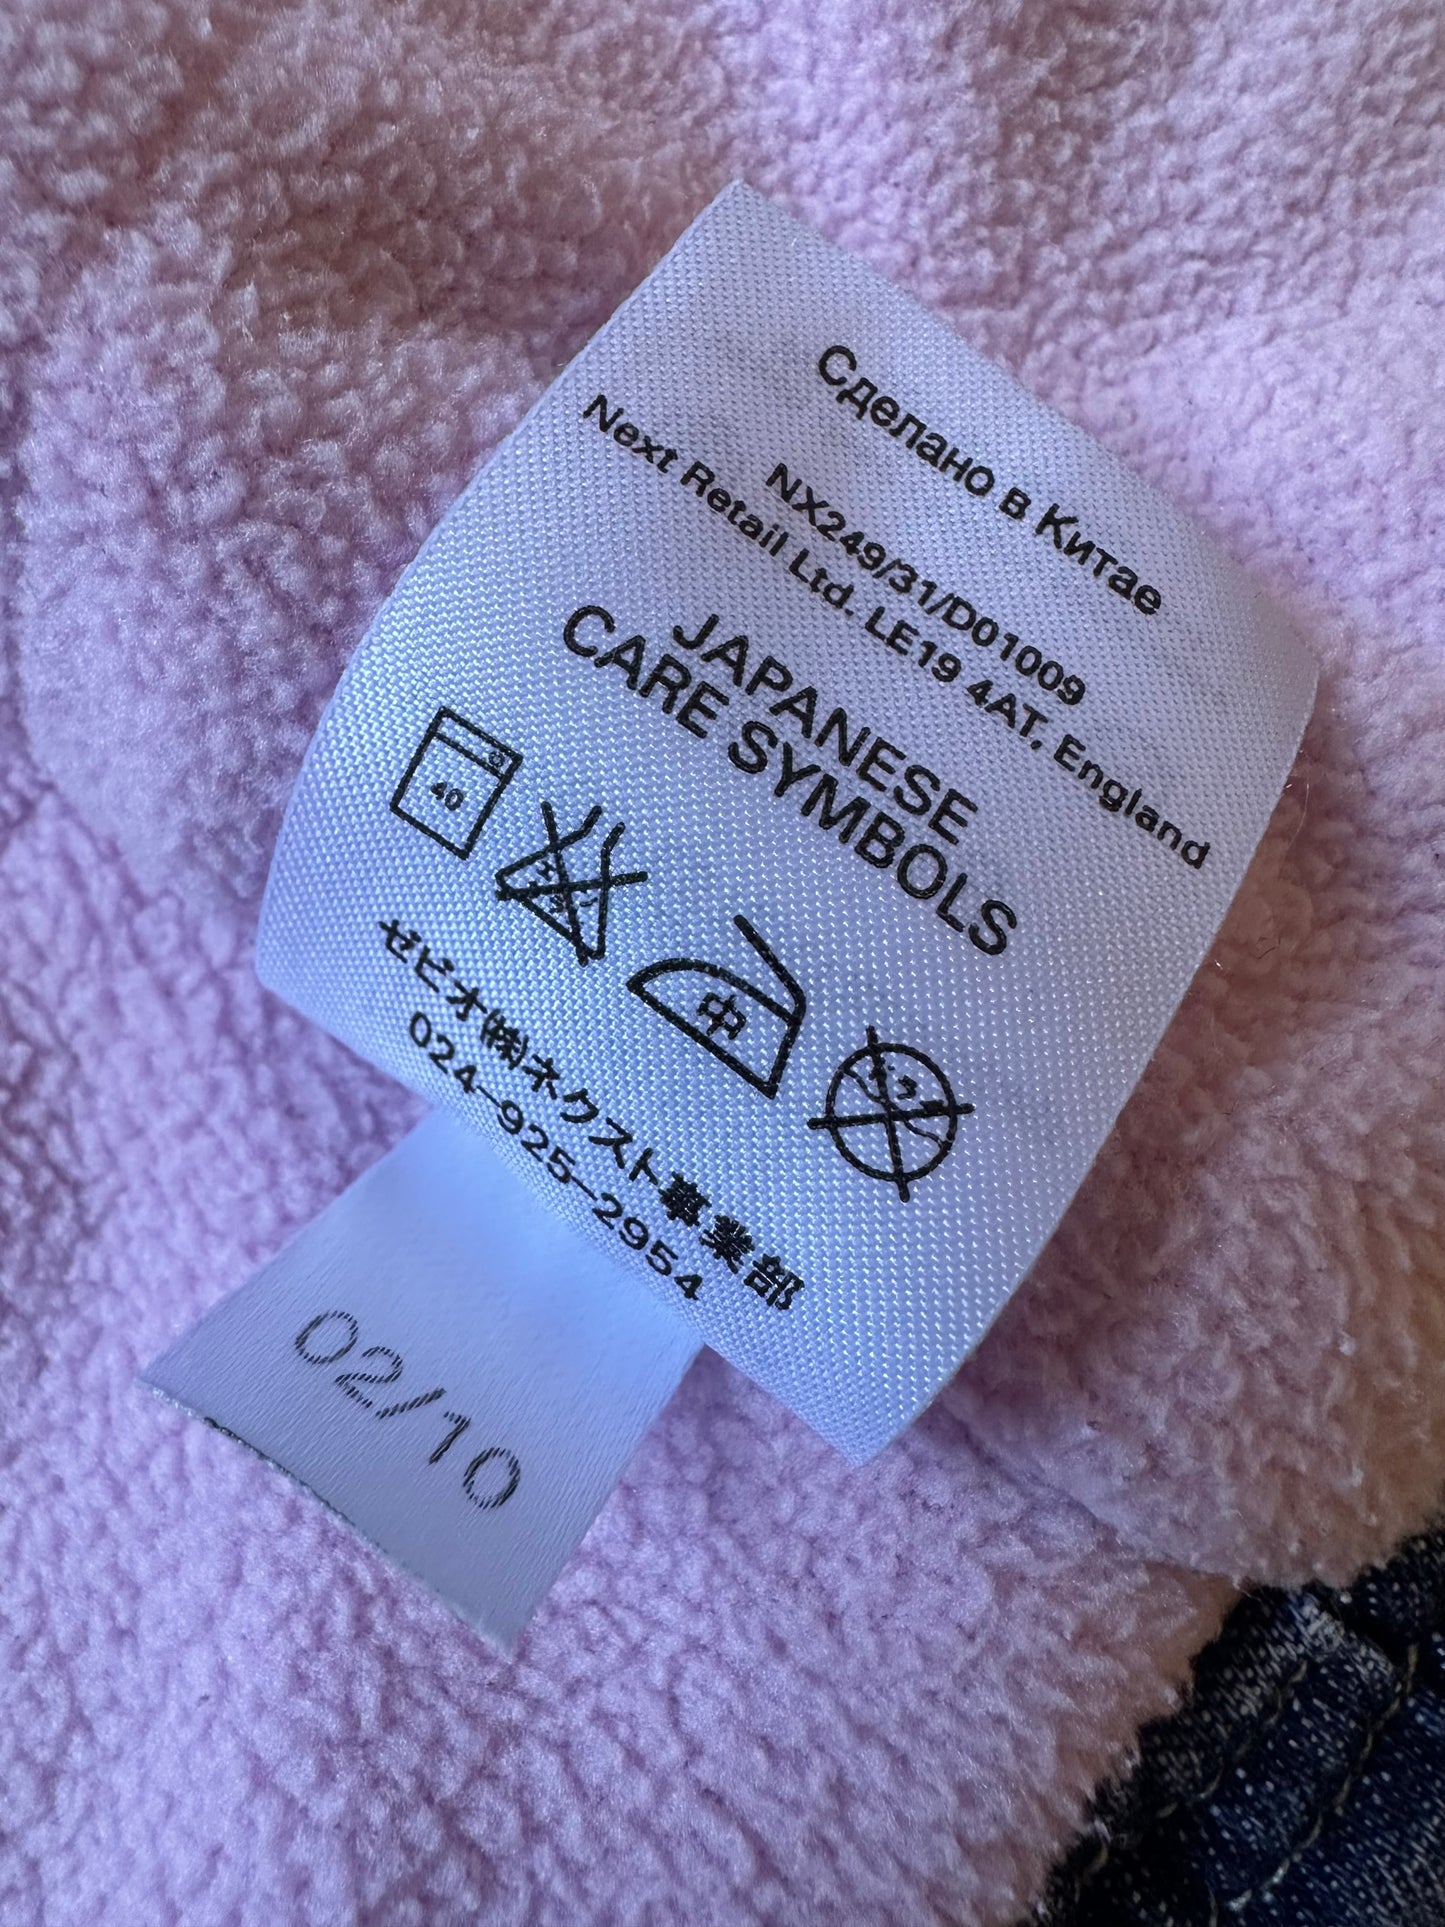 Сделано в Китае
NX249/31/D01009
Next Retail Ltd. LE19 4AT. England
JAPANESE
CARE SYMBOLS
40
中
ゼビオ㈱ネクスト事業部
024-925-2954
02/10